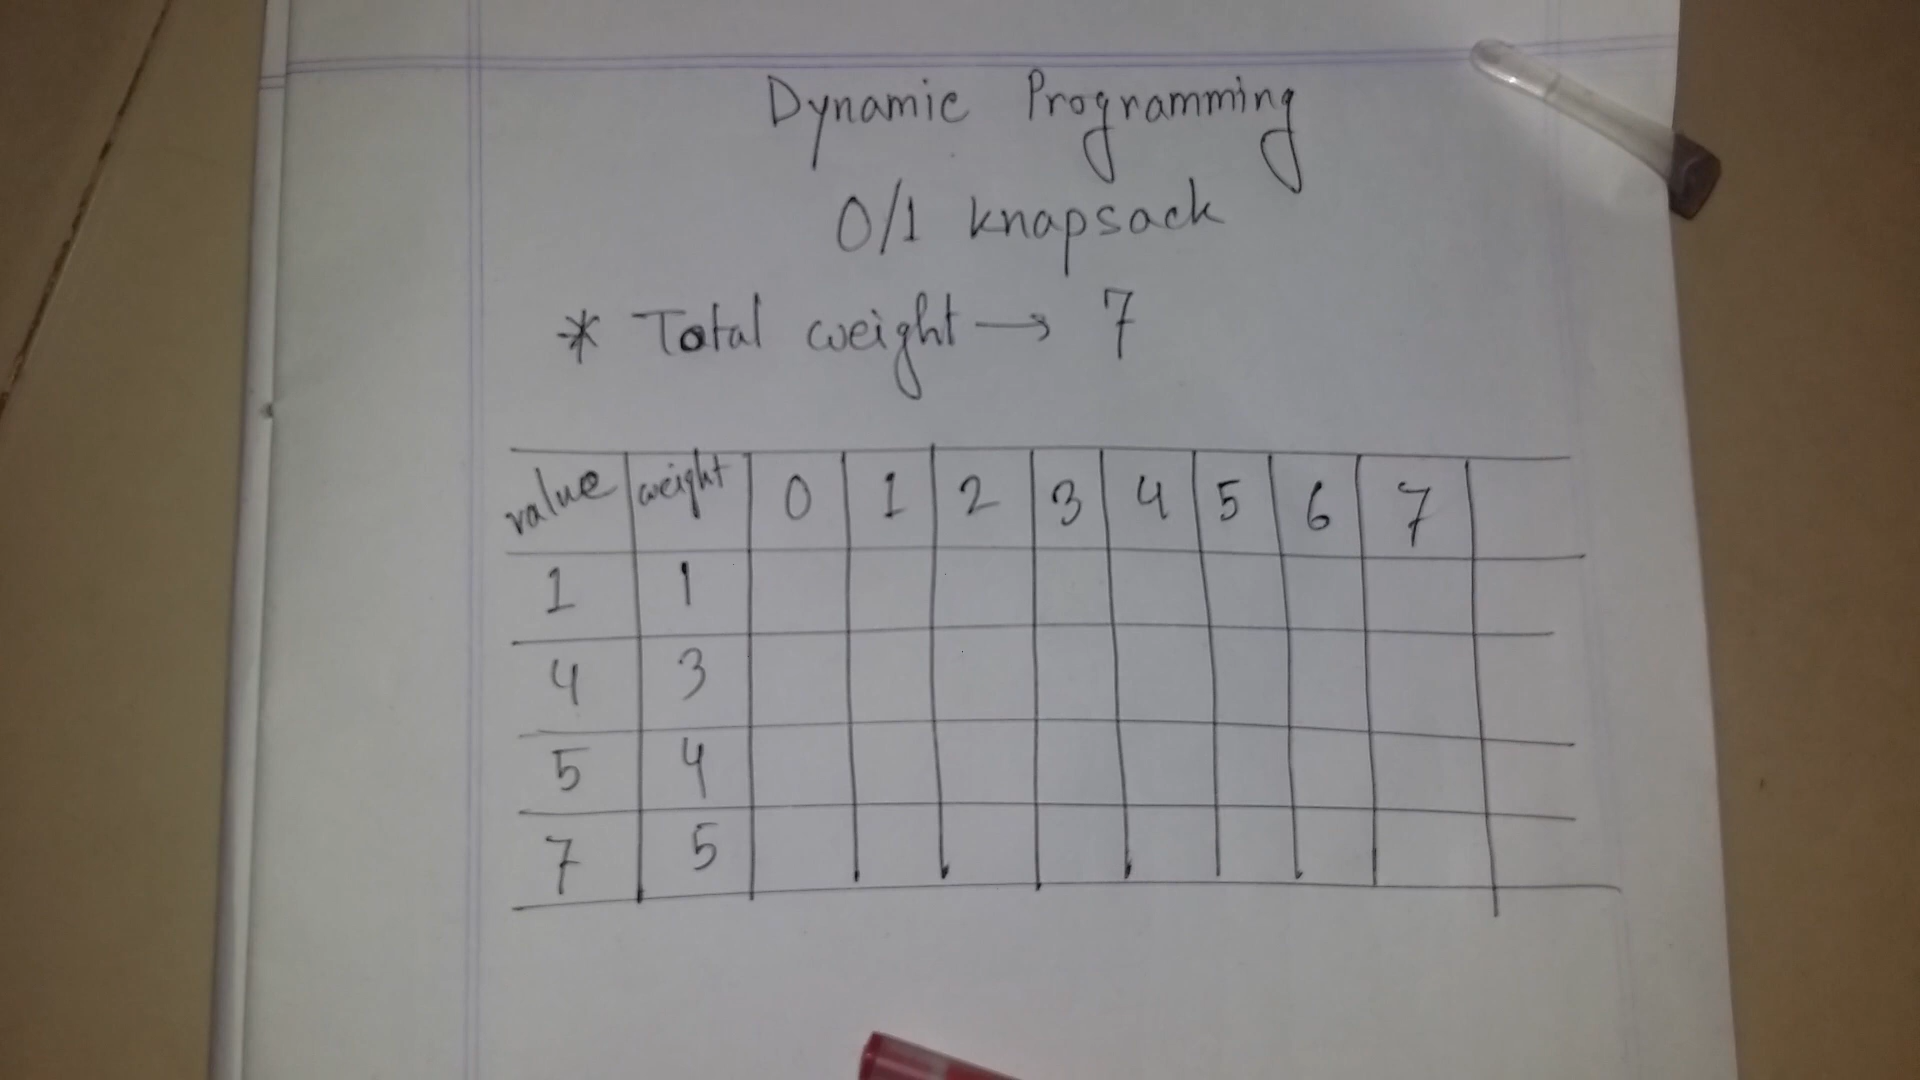 Dynamic Programming
0/1 knapsack
* Total weight → 7
value weight 0 1 2 3 4 5 6 7
1 1
4 3
5 4
7 5